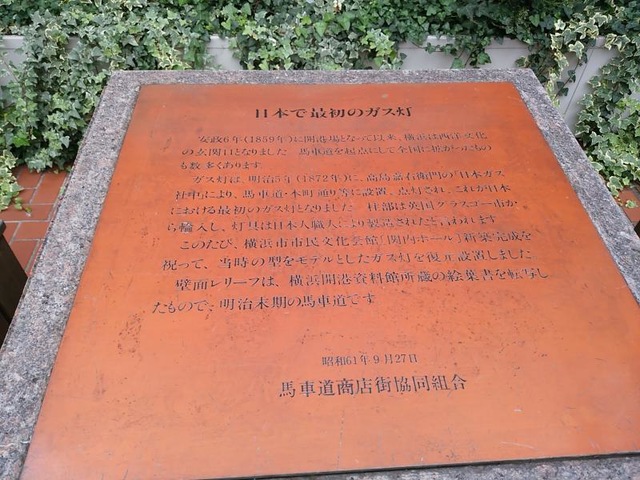 日本で最初のガス灯
安政6年(1859年)に開港場となって以来、横浜は西洋文化
の玄関口となりました 馬車道を起点にして全国に拡がったもの
も数多くあります
ガス灯は、明治5年(1872年)に、高島嘉右衛門の「日本ガス
社中」により、馬車道・本町通り等に設置、点灯され、これが日本
における最初のガス灯となりました 柱部は英国グラスゴー市か
ら輸入し、灯具は日本人職人により製造されたと言われます
このたび、横浜市市民文化会館「関内ホール」新築完成を
祝って、当時の型をモデルとしたガス灯を復元設置しました
壁面レリーフは、横浜開港資料館所蔵の絵葉書を転写し
たもので、明治末期の馬車道です
昭和61年9月27日
馬車道商店街協同組合